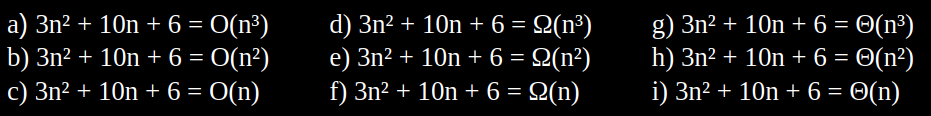 a) 3n² + 10n + 6 = O(n³) d) 3n² + 10n + 6 = Ω(n³) g) 3n² + 10n + 6 = Θ(n³)
b) 3n² + 10n + 6 = O(n²) e) 3n² + 10n + 6 = Ω(n²) h) 3n² + 10n + 6 = Θ(n²)
c) 3n² + 10n + 6 = O(n) f) 3n² + 10n + 6 = Ω(n) i) 3n² + 10n + 6 = Θ(n)